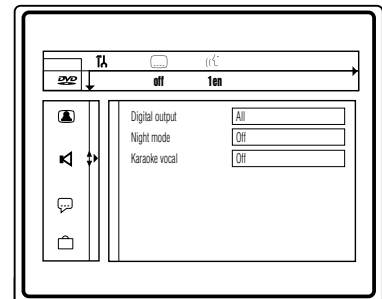 off 1en
DVD
Digital output All
Night mode Off
Karaoke vocal Off